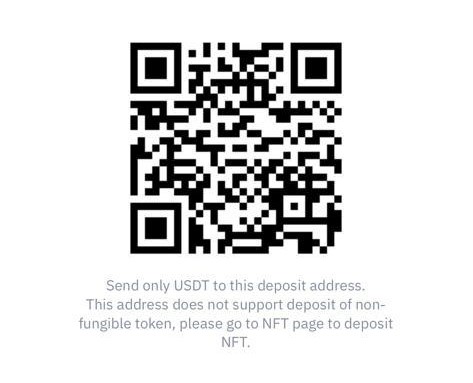 Send only USDT to this deposit address.
This address does not support deposit of non-
fungible token, please go to NFT page to deposit
NFT.